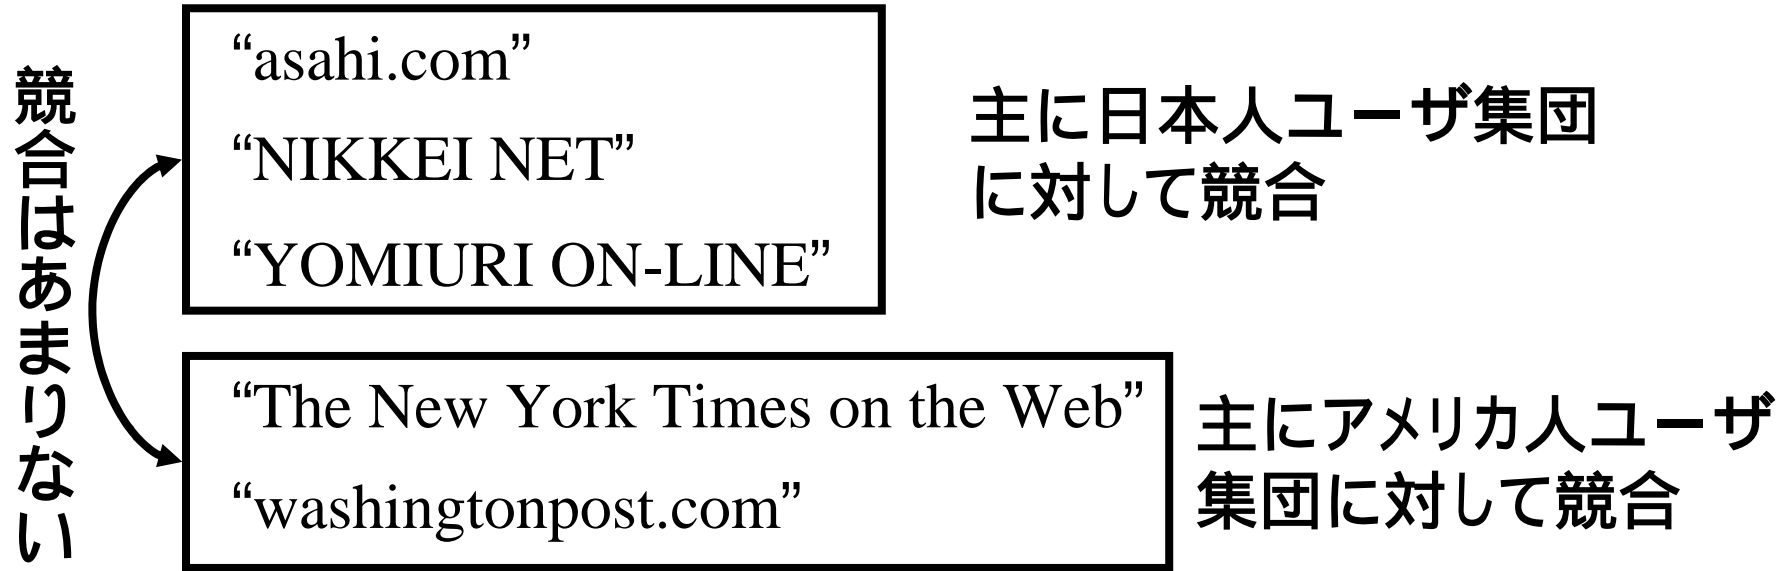 競合はあまりない
“asahi.com”
“NIKKEI NET”
“YOMIURI ON-LINE”
主に日本人ユーザ集団
に対して競合
“The New York Times on the Web”
“washingtonpost.com”
主にアメリカ人ユーザ
集団に対して競合